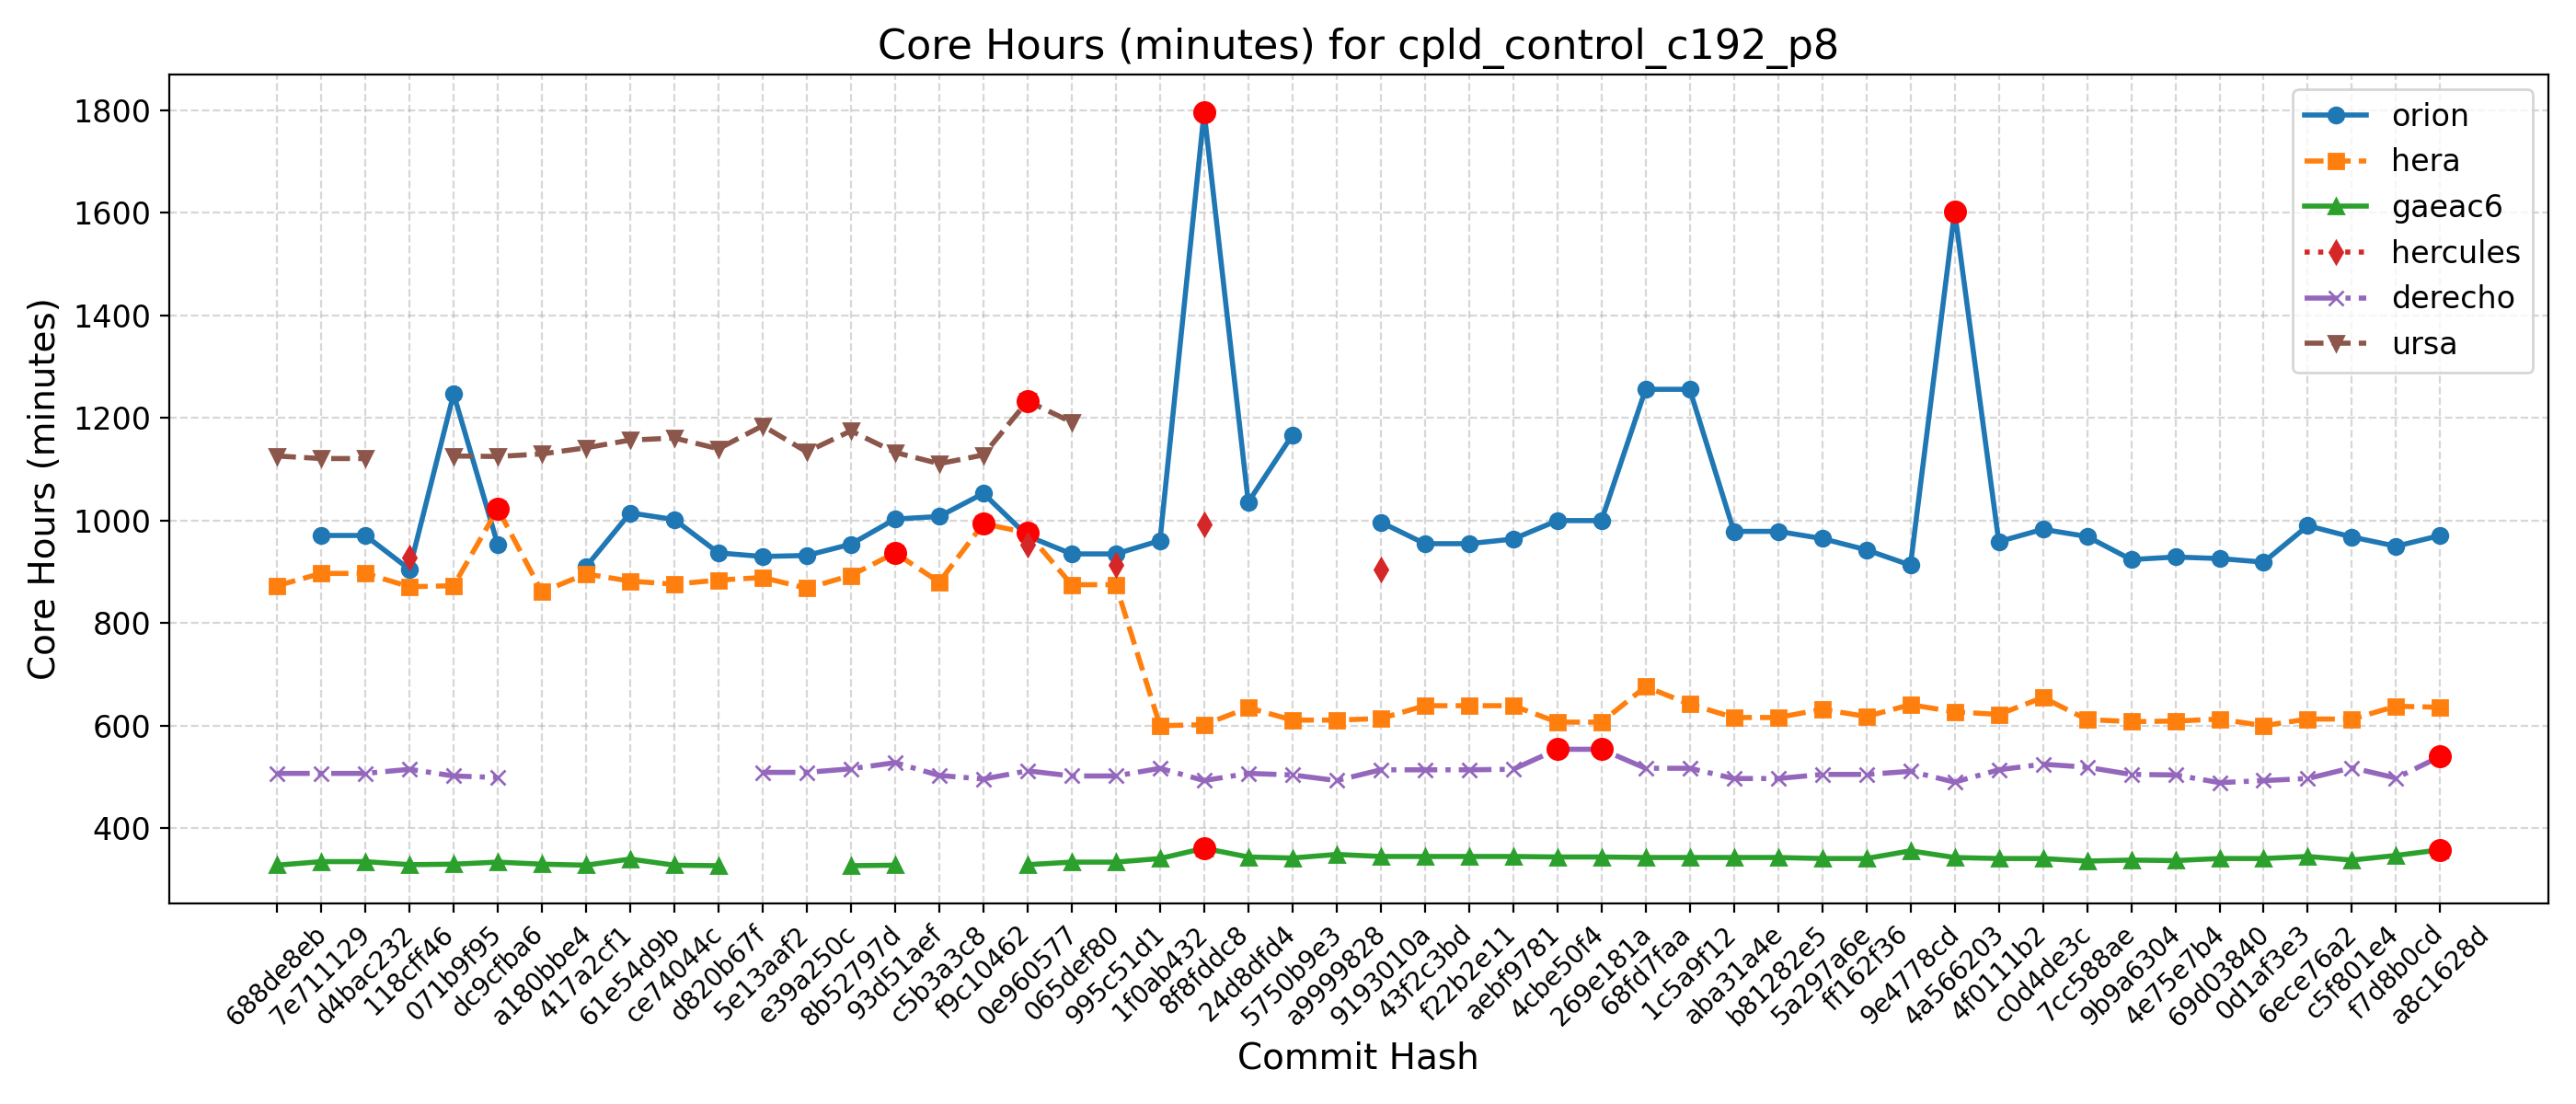 Core Hours (minutes) for cpld_control_c192_p8
Core Hours (minutes)
1800
1600
1400
1200
1000
800
600
400
orion
hera
gaeac6
hercules
derecho
ursa
688de8eb
7e711129
d4bac232
118cff46
071b9f95
dc9cfba6
a180bbe4
417a2cf1
61e54d9b
ce74044c
d820b67f
5e13aaf2
e39a250c
8b52797d
93d51aef
c5b3a3c8
f9c10462
0e960577
065def80
995c51d1
1f0ab432
8f8fddc8
24d8dfd4
5750b9e3
a9999828
9193010a
43f2c3bd
f22b2e11
aebf9781
4cbe50f4
269e181a
68fd7faa
1c5a9f12
aba31a4e
b81282e5
5a297a6e
ff162f36
9e4778cd
4a566203
4f0111b2
c0d4de3c
7cc588ae
9b9a6304
4e75e7b4
69d03840
0d1af3e3
6ece76a2
c5f801e4
f7d8b0cd
a8c1628d
Commit Hash